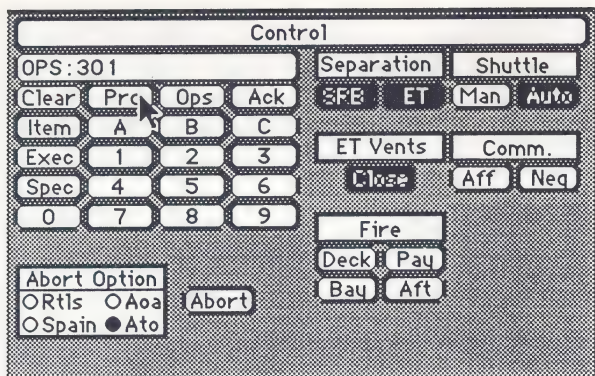 Control
OPS:301
Clear Pro Ops Ack
Item A B C
Exec 1 2 3
Spec 4 5 6
0 7 8 9
Abort Option
Rtls Aoa
Spain Ato
Abort
Separation
SRB ET
Shuttle
Man Auto
ET Vents
Close
Comm.
Aff Neg
Fire
Deck Pay
Bay Aft